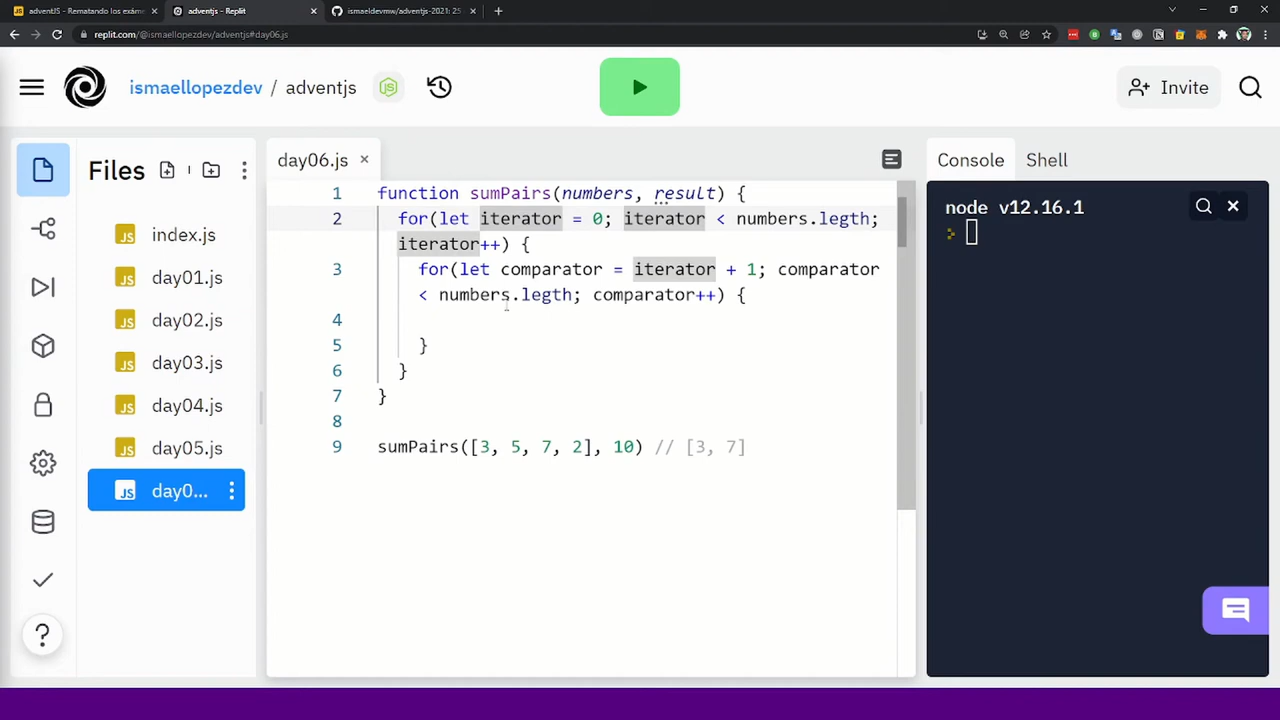 adventJS - Rematando los exáme
adventjs - Replit
ismaeldevmw/adventjs-2021: 25
replit.com/@ismaellopezdev/adventjs#day06.js
ismaellopezdev / adventjs
Invite
Files
day06.js
Console
Shell
index.js
day01.js
day02.js
day03.js
day04.js
day05.js
day0...
1 function sumPairs(numbers, result) {
2 for(let iterator = 0; iterator < numbers.legth;
iterator++) {
3 for(let comparator = iterator + 1; comparator
< numbers.legth; comparator++) {
4
5 }
6 }
7 }
8
9 sumPairs([3, 5, 7, 2], 10) // [3, 7]
node v12.16.1